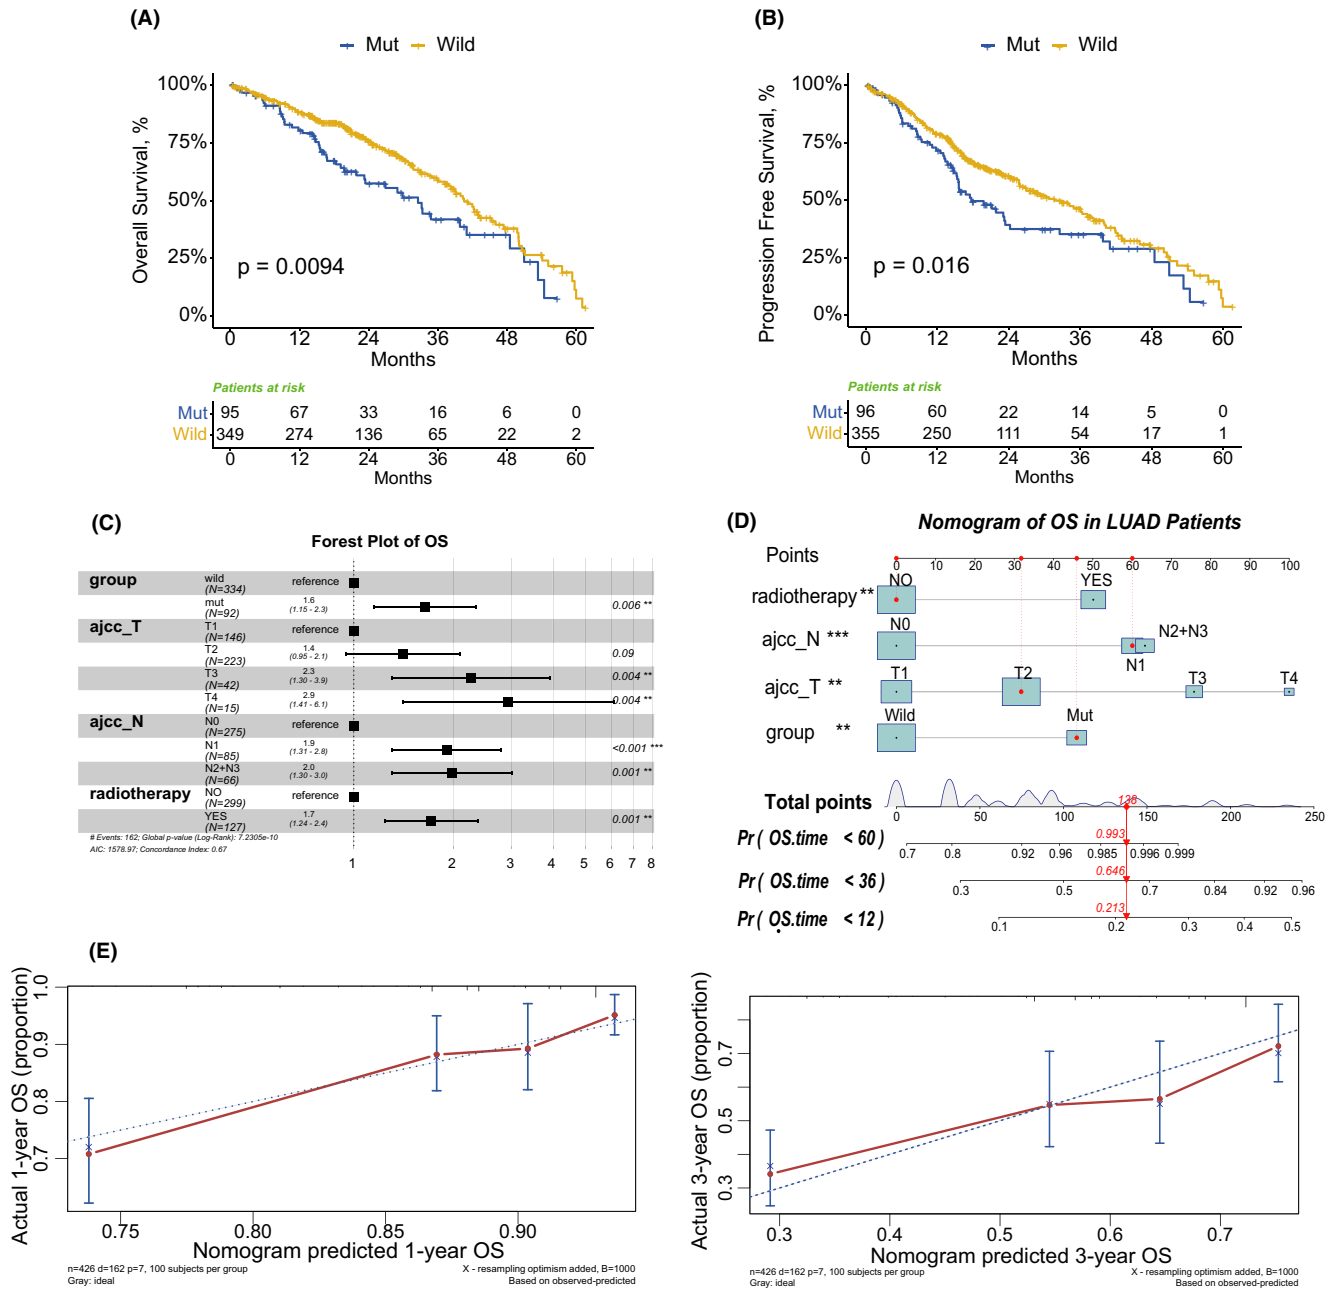 (A)
Mut Wild
100%
75%
50%
25%
0%
Overall Survival, %
p = 0.0094
0 12 24 36 48 60
Months
Patients at risk
Mut 95 67 33 16 6 0
Wild 349 274 136 65 22 2
0 12 24 36 48 60
Months
(B)
Mut Wild
100%
75%
50%
25%
0%
Progression Free Survival, %
p = 0.016
0 12 24 36 48 60
Months
Patients at risk
Mut 96 60 22 14 5 0
Wild 355 250 111 54 17 1
0 12 24 36 48 60
Months
(C)
Forest Plot of OS
group wild reference
(N=334)
mut 1.6
(N=92) (1.15 - 2.3) 0.006 **
ajcc_T T1 reference
(N=146)
T2 1.4
(N=223) (0.95 - 2.1) 0.09
T3 2.3
(N=42) (1.30 - 3.9) 0.004 **
T4 2.9
(N=15) (1.41 - 6.1) 0.004 **
ajcc_N N0 reference
(N=275)
N1 1.9
(N=85) (1.31 - 2.8) <0.001 ***
N2+N3 2.0
(N=66) (1.30 - 3.0) 0.001 **
radiotherapy NO reference
(N=299)
YES 1.7
(N=127) (1.24 - 2.4) 0.001 **
# Events: 162; Global p-value (Log-Rank): 7.2305e-10
AIC: 1578.97; Concordance Index: 0.67
1 2 3 4 5 6 7 8
(D)
Nomogram of OS in LUAD Patients
Points
0 10 20 30 40 50 60 70 80 90 100
NO YES
radiotherapy **
N0 N2+N3
ajcc_N ***
N1
T1 T2 T3 T4
ajcc_T **
Wild Mut
group **
Total points
138
0 50 100 150 200 250
Pr ( OS.time < 60 )
0.993
0.7 0.8 0.92 0.96 0.985 0.996 0.999
Pr ( OS.time < 36 )
0.646
0.3 0.5 0.7 0.84 0.92 0.96
Pr ( OS.time < 12 )
0.213
0.1 0.2 0.3 0.4 0.5
(E)
Actual 1-year OS (proportion)
0.7 0.8 0.9 1.0
0.75 0.80 0.85 0.90
Nomogram predicted 1-year OS
n=426 d=162 p=7, 100 subjects per group
Gray: ideal
X - resampling optimism added, B=1000
Based on observed-predicted
Actual 3-year OS (proportion)
0.3 0.5 0.7
0.3 0.4 0.5 0.6 0.7
Nomogram predicted 3-year OS
n=426 d=162 p=7, 100 subjects per group
Gray: ideal
X - resampling optimism added, B=1000
Based on observed-predicted